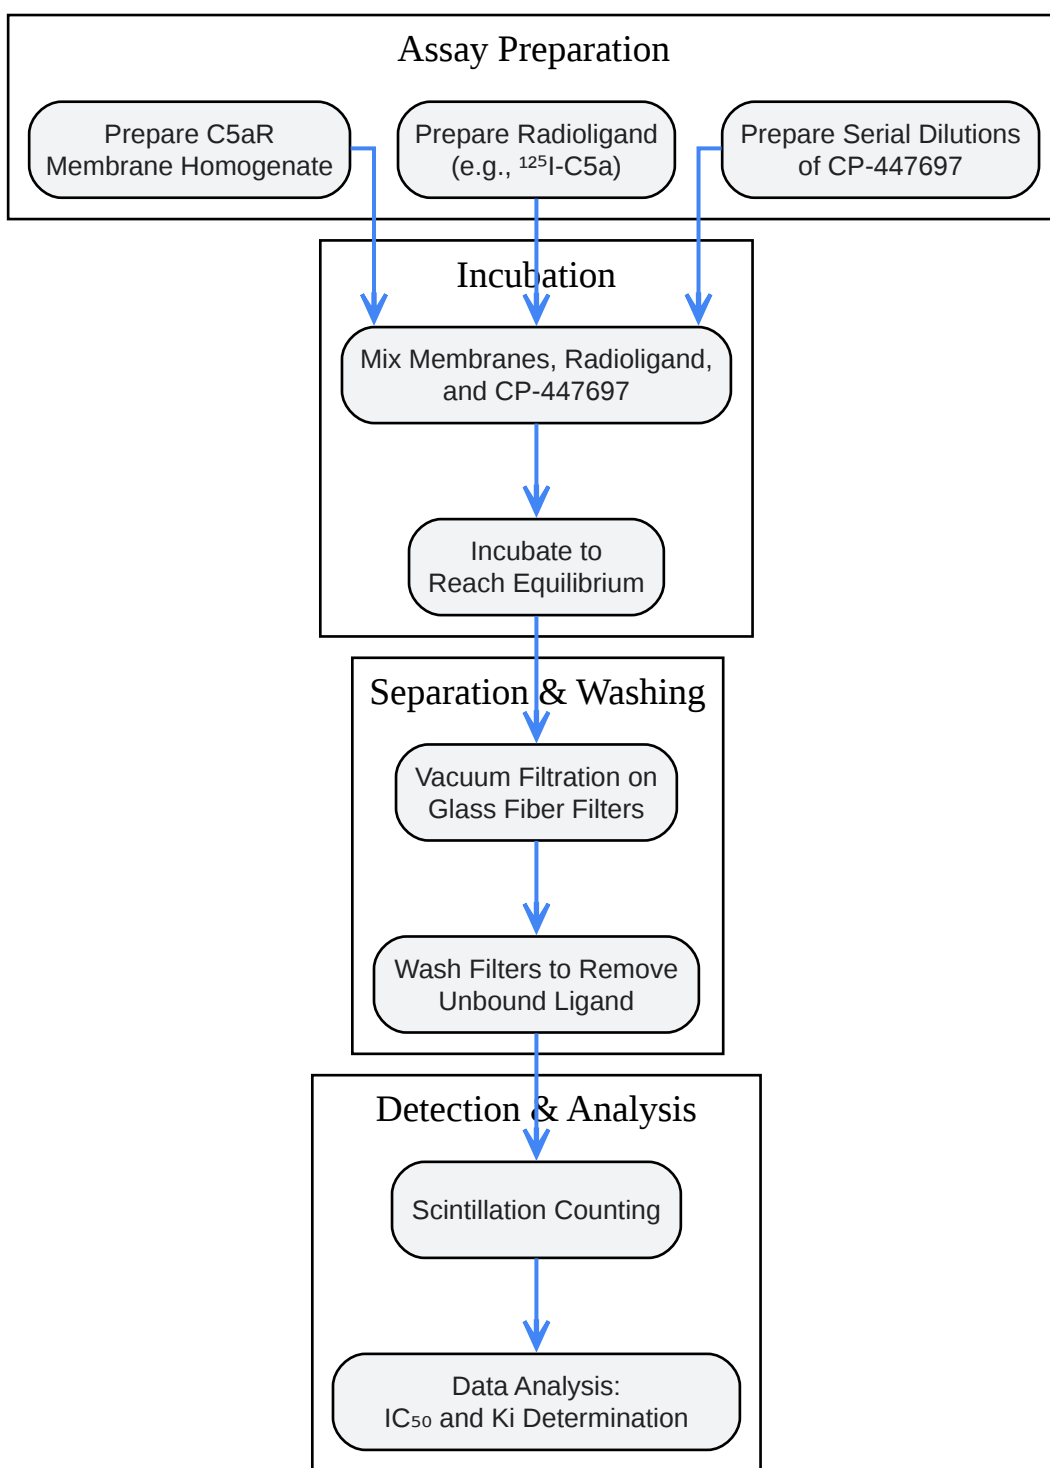 Assay Preparation
Prepare C5aR
Membrane Homogenate
Prepare Radioligand
(e.g., ¹²⁵I-C5a)
Prepare Serial Dilutions
of CP-447697
Incubation
Mix Membranes, Radioligand,
and CP-447697
Incubate to
Reach Equilibrium
Separation & Washing
Vacuum Filtration on
Glass Fiber Filters
Wash Filters to Remove
Unbound Ligand
Detection & Analysis
Scintillation Counting
Data Analysis:
IC₅₀ and Ki Determination